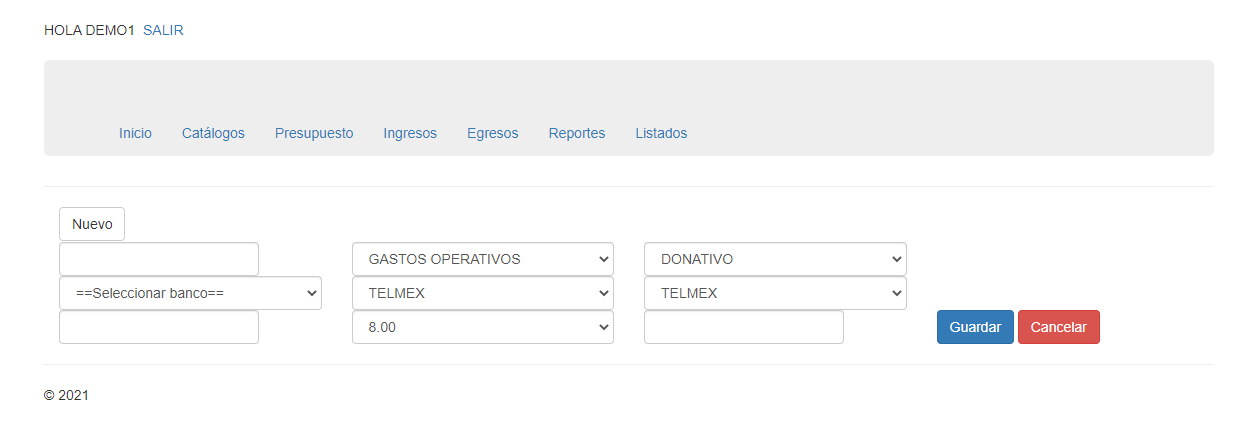 HOLA DEMO1 SALIR
Inicio Catálogos Presupuesto Ingresos Egresos Reportes Listados
Nuevo
GASTOS OPERATIVOS DONATIVO
==Seleccionar banco== TELMEX TELMEX
8.00 Guardar Cancelar
© 2021